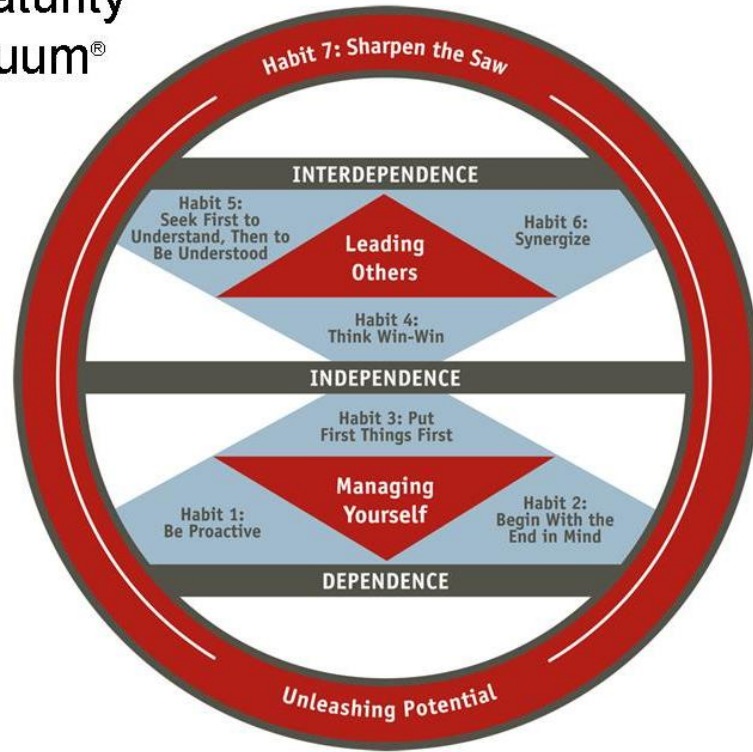 uum®
Habit 7: Sharpen the Saw
INTERDEPENDENCE
Habit 5:
Seek First to
Understand, Then to
Be Understood
Leading
Others
Habit 6:
Synergize
Habit 4:
Think Win-Win
INDEPENDENCE
Habit 3: Put
First Things First
Managing
Yourself
Habit 1:
Be Proactive
Habit 2:
Begin With the
End in Mind
DEPENDENCE
Unleashing Potential